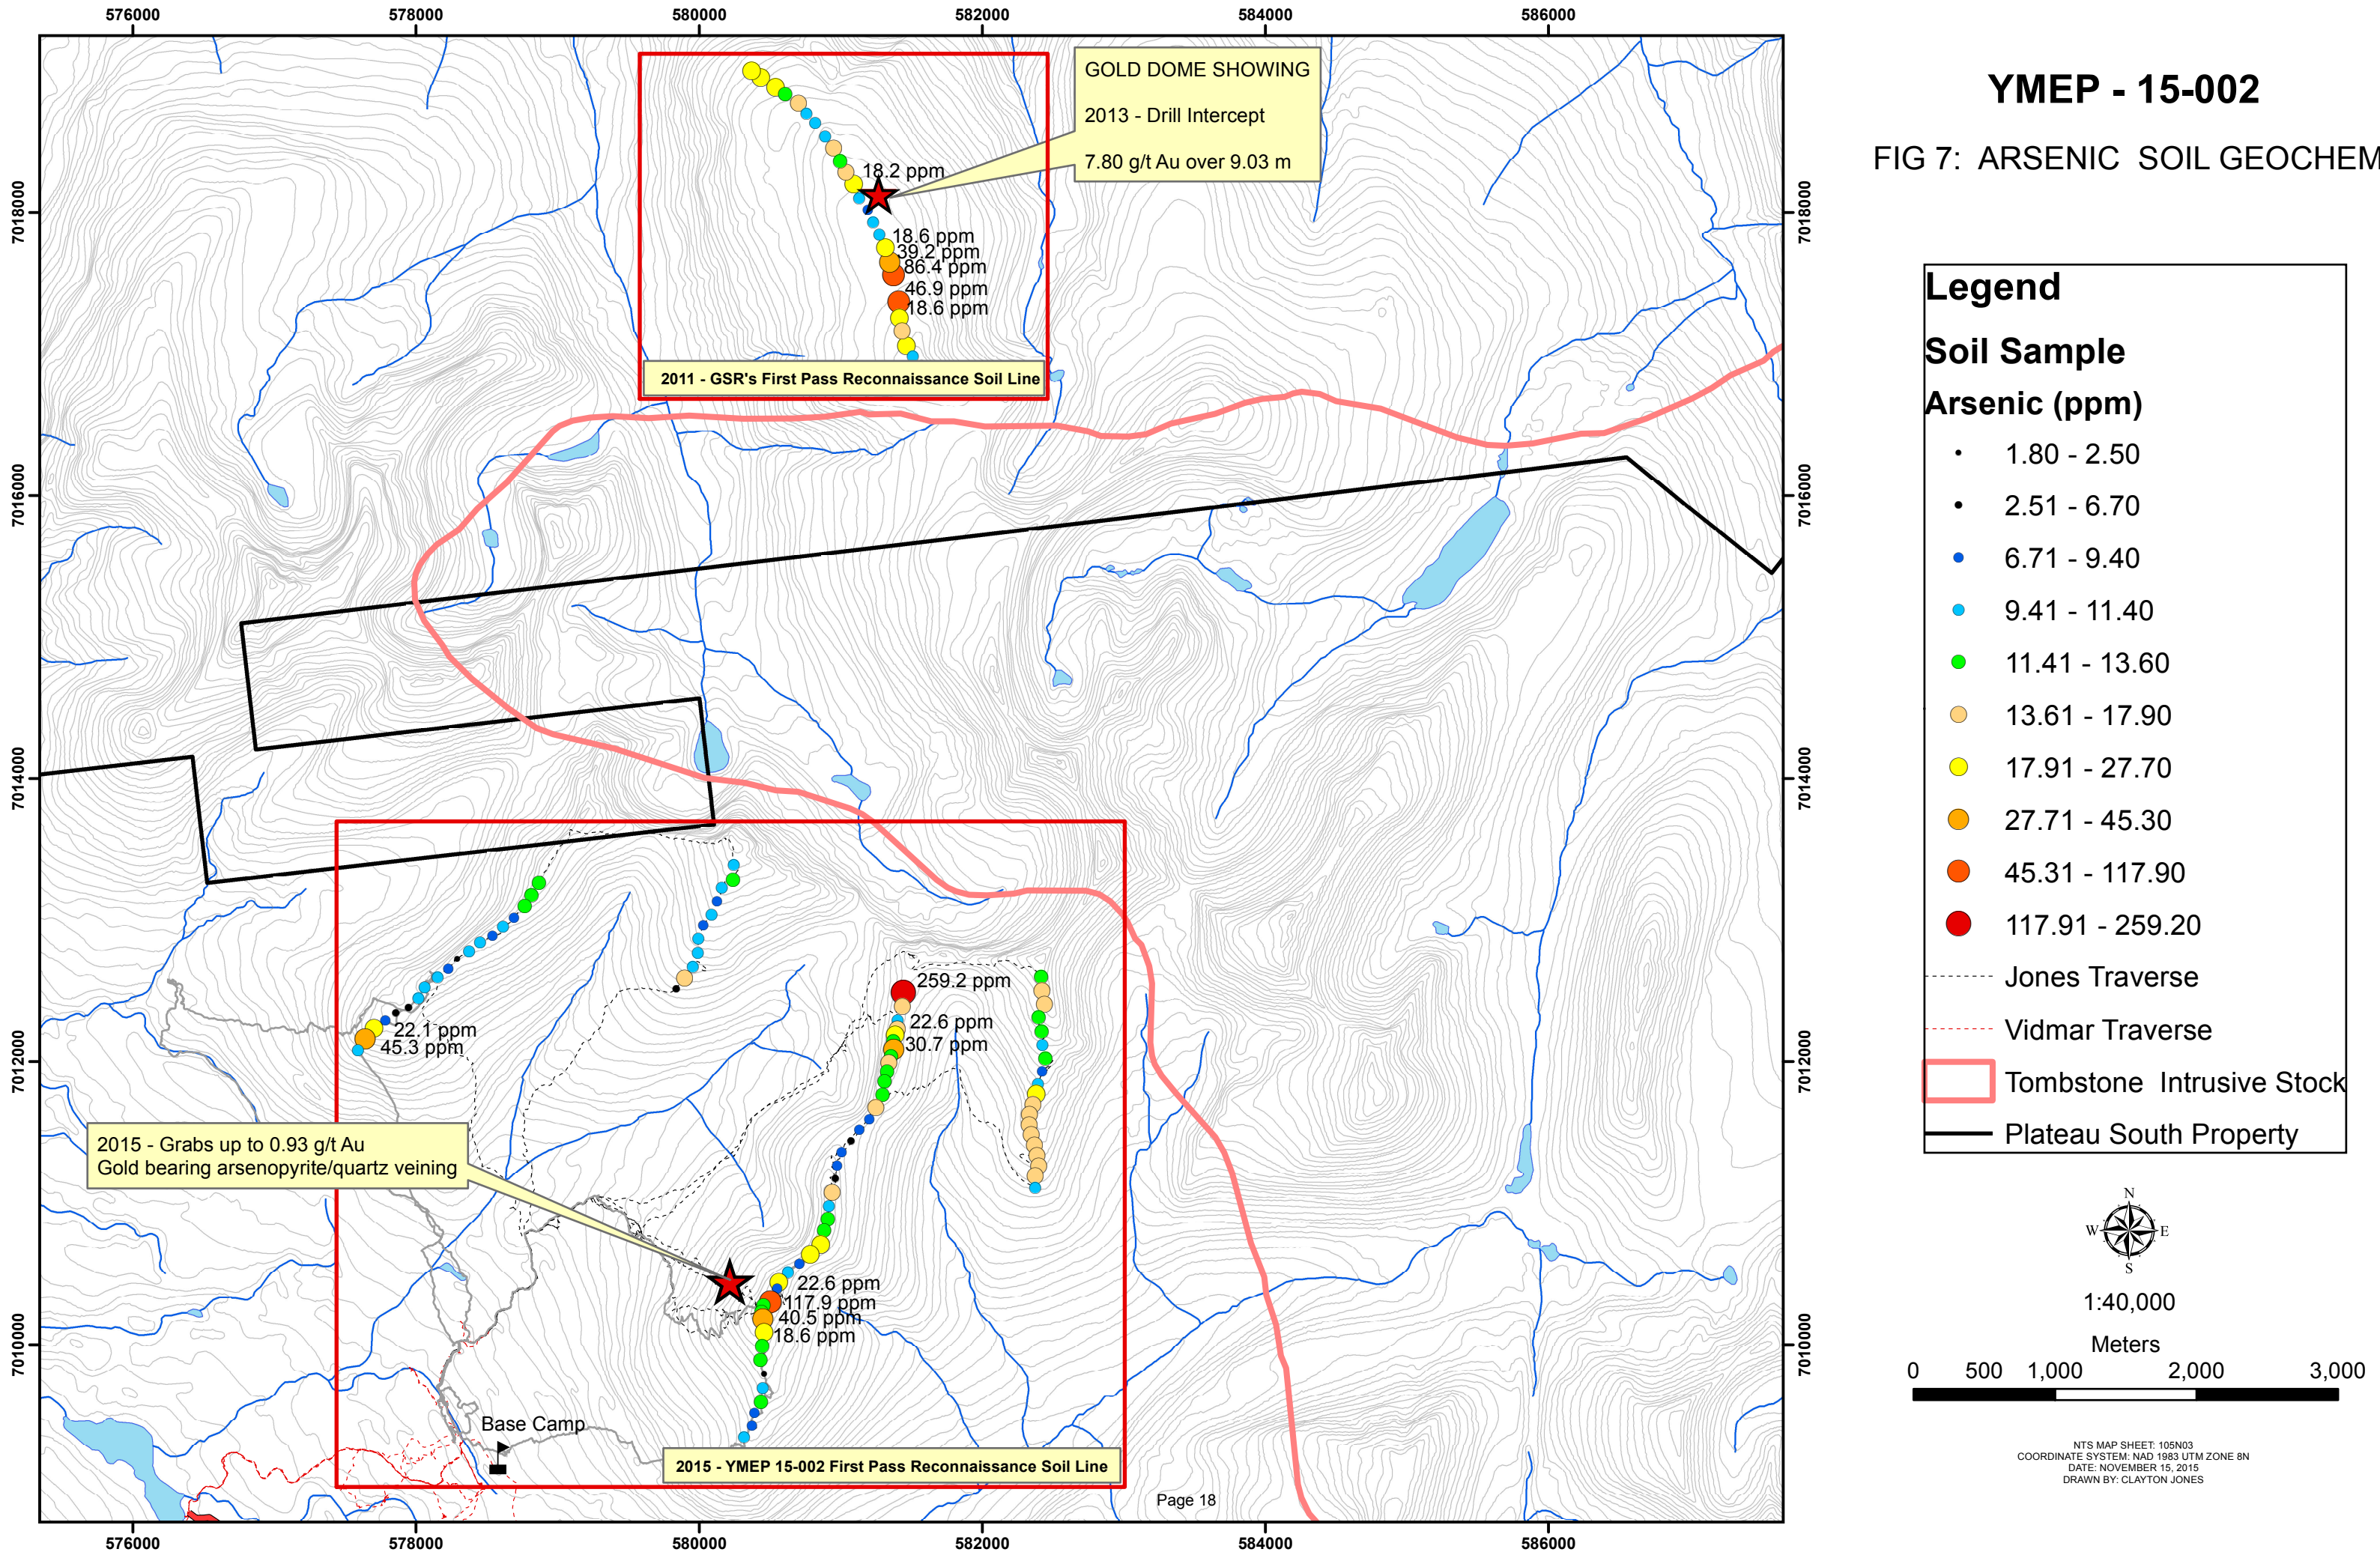 576000
578000
580000
582000
584000
586000
YMEP - 15-002
FIG 7: ARSENIC SOIL GEOCHEM
GOLD DOME SHOWING
2013 - Drill Intercept
7.80 g/t Au over 9.03 m
18.2 ppm
18.6 ppm
39.2 ppm
86.4 ppm
46.9 ppm
18.6 ppm
2011 - GSR's First Pass Reconnaissance Soil Line
7018000
7018000
7016000
7016000
7014000
7014000
7012000
7012000
7010000
7010000
259.2 ppm
22.6 ppm
30.7 ppm
22.1 ppm
45.3 ppm
2015 - Grabs up to 0.93 g/t Au
Gold bearing arsenopyrite/quartz veining
22.6 ppm
117.9 ppm
40.5 ppm
18.6 ppm
Base Camp
2015 - YMEP 15-002 First Pass Reconnaissance Soil Line
Page 18
576000
578000
580000
582000
584000
586000
Legend
Soil Sample
Arsenic (ppm)
1.80 - 2.50
2.51 - 6.70
6.71 - 9.40
9.41 - 11.40
11.41 - 13.60
13.61 - 17.90
17.91 - 27.70
27.71 - 45.30
45.31 - 117.90
117.91 - 259.20
Jones Traverse
Vidmar Traverse
Tombstone Intrusive Stock
Plateau South Property
N
W
E
S
1:40,000
Meters
0 500 1,000 2,000 3,000
NTS MAP SHEET: 105N03
COORDINATE SYSTEM: NAD 1983 UTM ZONE 8N
DATE: NOVEMBER 15, 2015
DRAWN BY: CLAYTON JONES